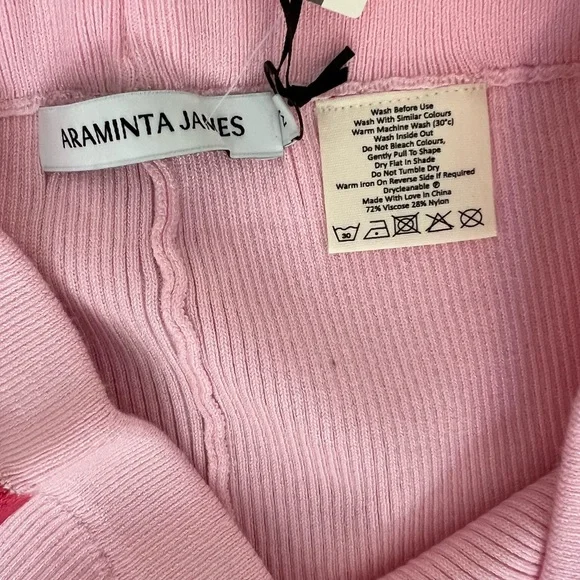 ARAMINTA JAMES
Wash Before Use
Wash With Similar Colours
Warm Machine Wash (30°c)
Wash Inside Out
Do Not Bleach Colours,
Gently Pull To Shape
Dry Flat in Shade
Do Not Tumble Dry
Warm Iron On Reverse Side If Required
Drycleanable Ⓟ
Made With Love in China
72% Viscose 28% Nylon
30